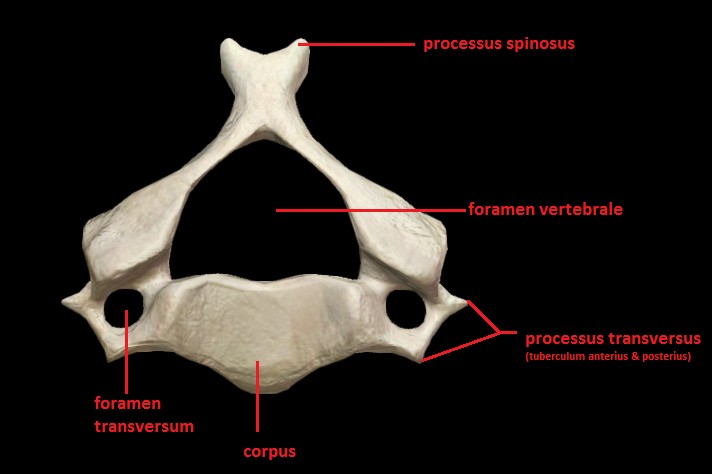 processus spinosus
foramen vertebrale
processus transversus
(tuberculum anterius & posterius)
foramen
transversum
corpus